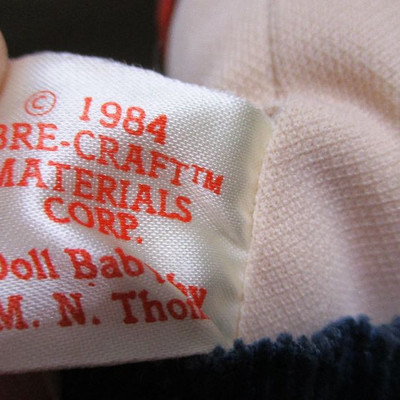 © 1984
BRE-CRAFT™
MATERIALS
CORP.
Doll Bab
M. N. Tho